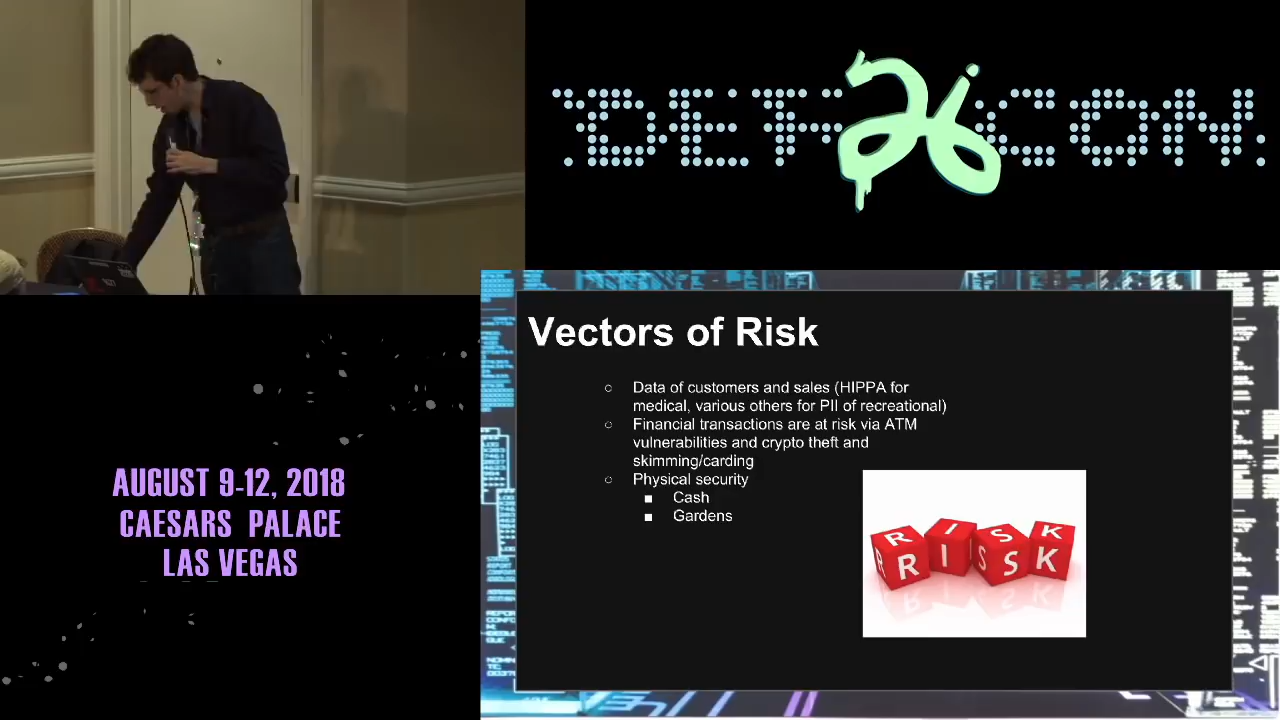 DEF 26 CON.
Vectors of Risk
○ Data of customers and sales (HIPPA for
medical, various others for PII of recreational)
○ Financial transactions are at risk via ATM
vulnerabilities and crypto theft and
skimming/carding
○ Physical security
■ Cash
■ Gardens
RISK
RISK
AUGUST 9-12, 2018
CAESARS PALACE
LAS VEGAS